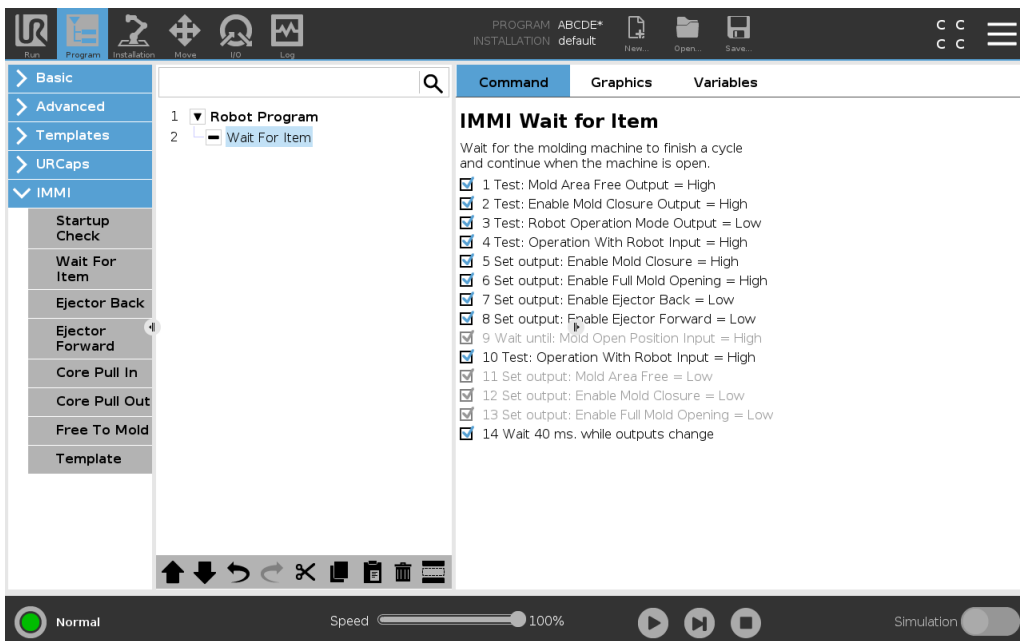 PROGRAM ABCDE*
INSTALLATION default
C C
C C
Run Program Installation Move I/O Log New... Open... Save...
Basic
Advanced
Templates
URCaps
IMMI
Startup
Check
Wait For
Item
Ejector Back
Ejector
Forward
Core Pull In
Core Pull Out
Free To Mold
Template
1 Robot Program
2 Wait For Item
Command Graphics Variables
IMMI Wait for Item
Wait for the molding machine to finish a cycle
and continue when the machine is open.
1 Test: Mold Area Free Output = High
2 Test: Enable Mold Closure Output = High
3 Test: Robot Operation Mode Output = Low
4 Test: Operation With Robot Input = High
5 Set output: Enable Mold Closure = High
6 Set output: Enable Full Mold Opening = High
7 Set output: Enable Ejector Back = Low
8 Set output: Enable Ejector Forward = Low
9 Wait until: Mold Open Position Input = High
10 Test: Operation With Robot Input = High
11 Set output: Mold Area Free = Low
12 Set output: Enable Mold Closure = Low
13 Set output: Enable Full Mold Opening = Low
14 Wait 40 ms. while outputs change
Normal Speed 100% Simulation